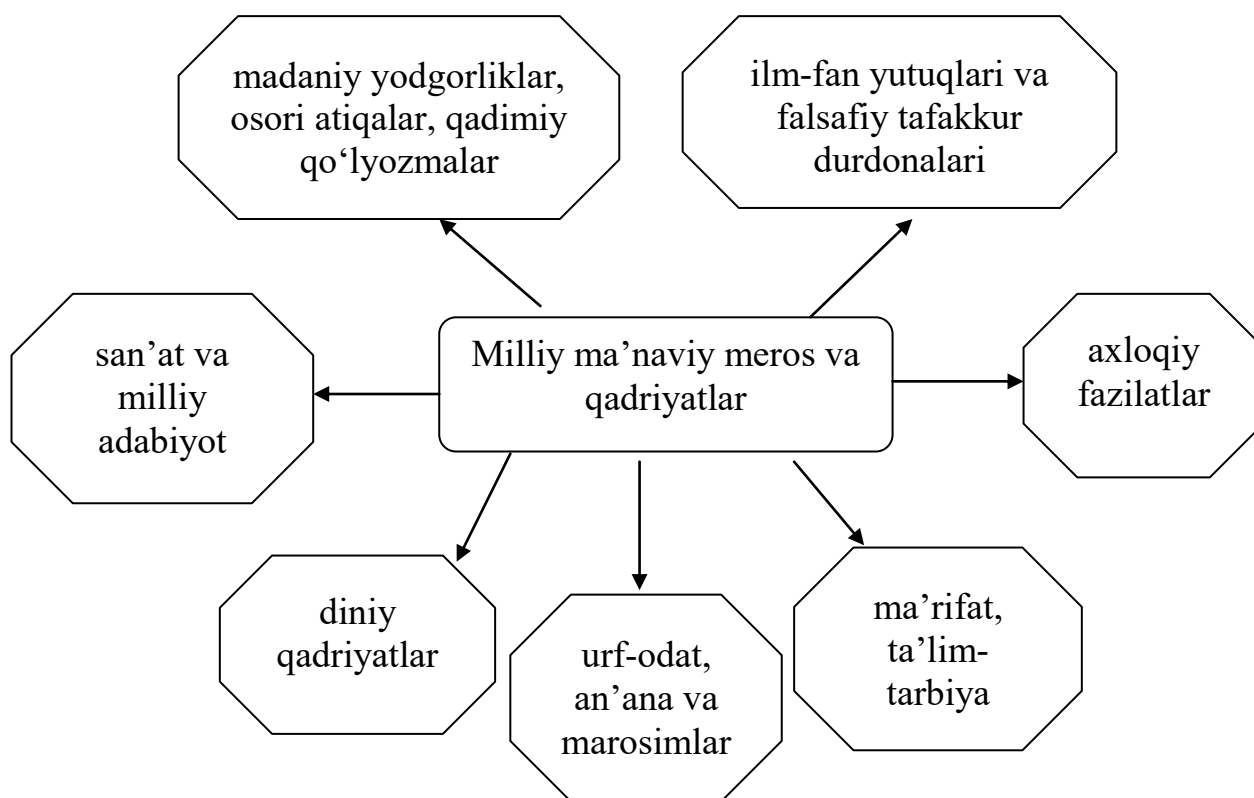 madaniy yodgorliklar,
osori atiqalar, qadimiy
qo‘lyozmalar
ilm-fan yutuqlari va
falsafiy tafakkur
durdonalari
san’at va
milliy
adabiyot
Milliy ma’naviy meros va
qadriyatlar
axloqiy
fazilatlar
diniy
qadriyatlar
urf-odat,
an’ana va
marosimlar
ma’rifat,
ta’lim-
tarbiya